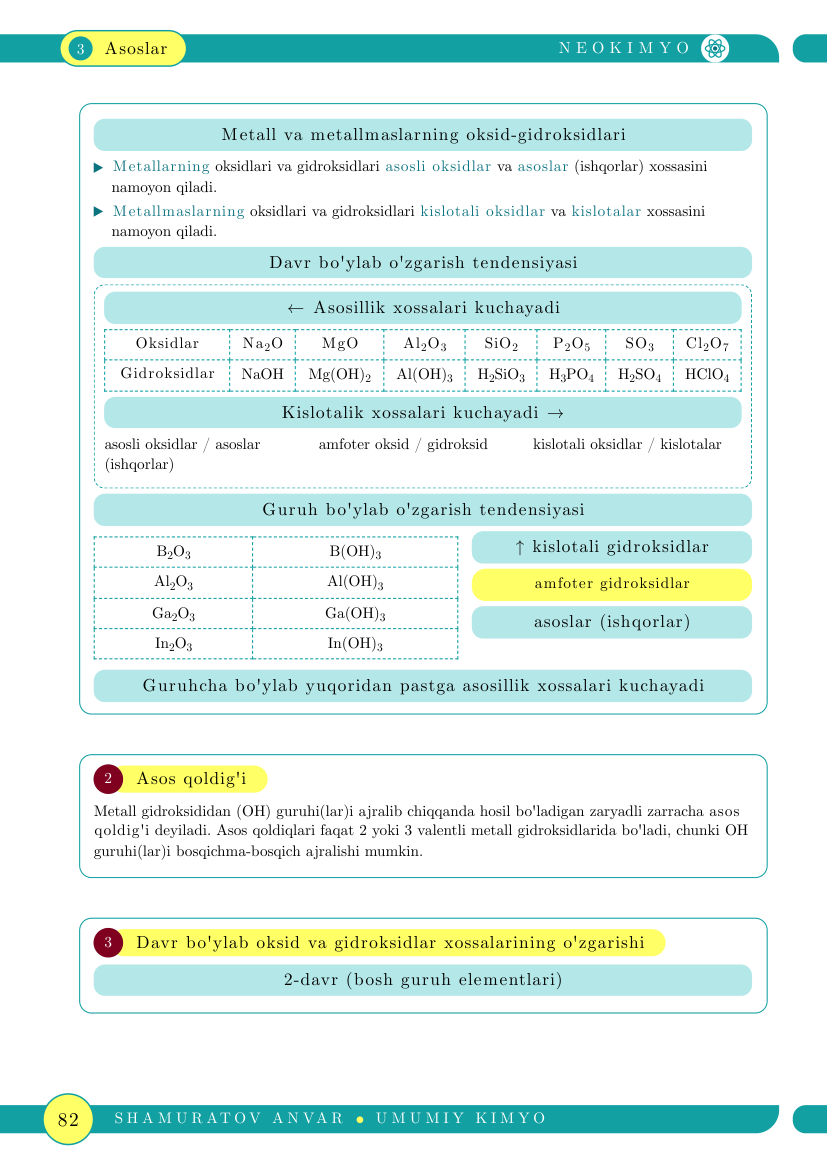 3 Asoslar
NEOKIMYO
Metall va metallmaslarning oksid-gidroksidlari
▶ Metallarning oksidlari va gidroksidlari asosli oksidlar va asoslar (ishqorlar) xossasini
namoyon qiladi.
▶ Metallmaslarning oksidlari va gidroksidlari kislotali oksidlar va kislotalar xossasini
namoyon qiladi.
Davr bo'ylab o'zgarish tendensiyasi
← Asosillik xossalari kuchayadi
Oksidlar Na₂O MgO Al₂O₃ SiO₂ P₂O₅ SO₃ Cl₂O₇
Gidroksidlar NaOH Mg(OH)₂ Al(OH)₃ H₂SiO₃ H₃PO₄ H₂SO₄ HClO₄
Kislotalik xossalari kuchayadi →
asosli oksidlar / asoslar amfoter oksid / gidroksid kislotali oksidlar / kislotalar
(ishqorlar)
Guruh bo'ylab o'zgarish tendensiyasi
B₂O₃ B(OH)₃
Al₂O₃ Al(OH)₃
Ga₂O₃ Ga(OH)₃
In₂O₃ In(OH)₃
↑ kislotali gidroksidlar
amfoter gidroksidlar
asoslar (ishqorlar)
Guruhcha bo'ylab yuqoridan pastga asosillik xossalari kuchayadi
2 Asos qoldig'i
Metall gidroksididan (OH) guruhi(lar)i ajralib chiqqanda hosil bo'ladigan zaryadli zarracha asos
qoldig'i deyiladi. Asos qoldiqlari faqat 2 yoki 3 valentli metall gidroksidlarida bo'ladi, chunki OH
guruhi(lar)i bosqichma-bosqich ajralishi mumkin.
3 Davr bo'ylab oksid va gidroksidlar xossalarining o'zgarishi
2-davr (bosh guruh elementlari)
82 SHAMURATOV ANVAR • UMUMIY KIMYO